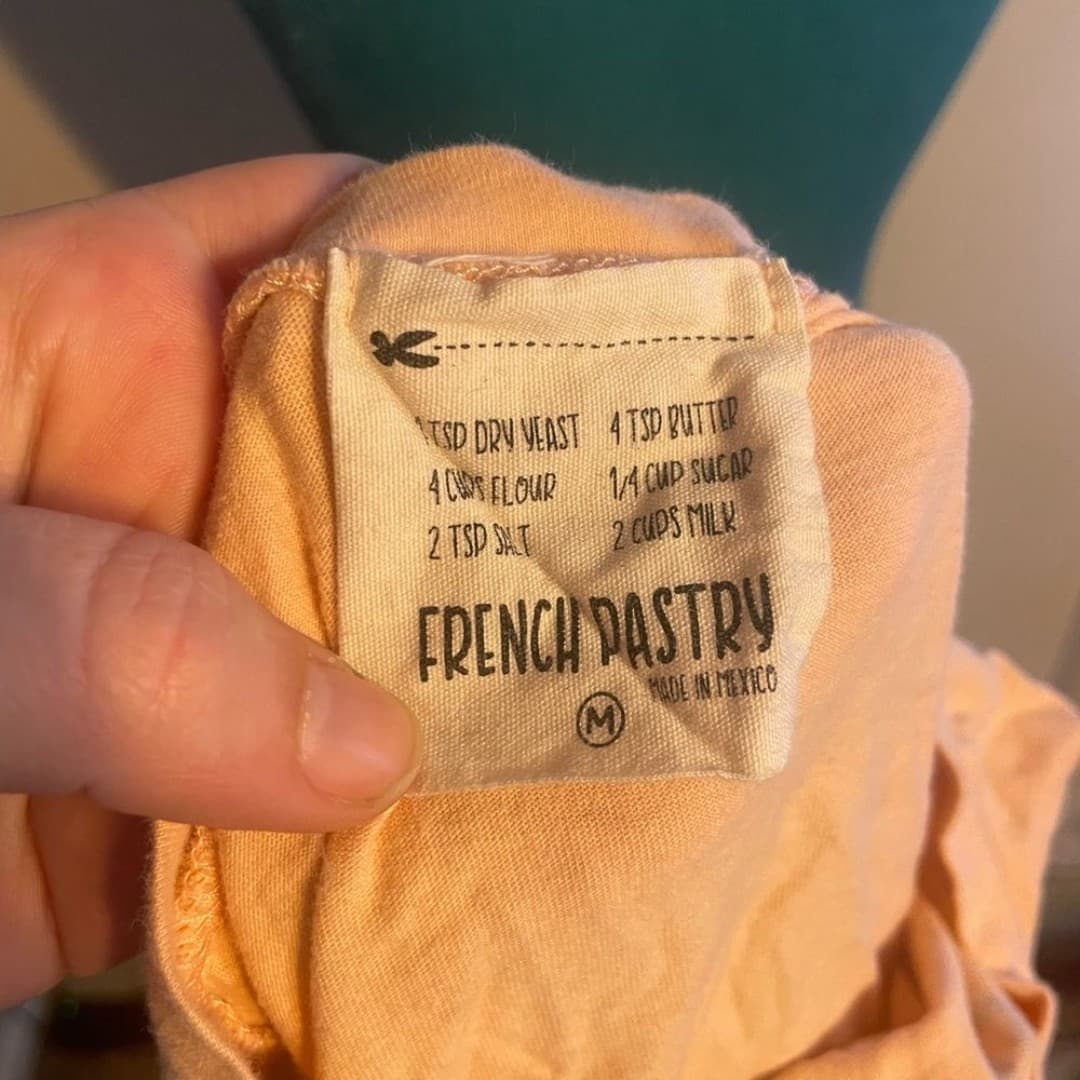 TSP DRY YEAST 4 TSP BUTTER
4 CUPS FLOUR 1/4 CUP SUGAR
2 TSP SALT 2 CUPS MILK
FRENCH PASTRY
MADE IN MEXICO
M